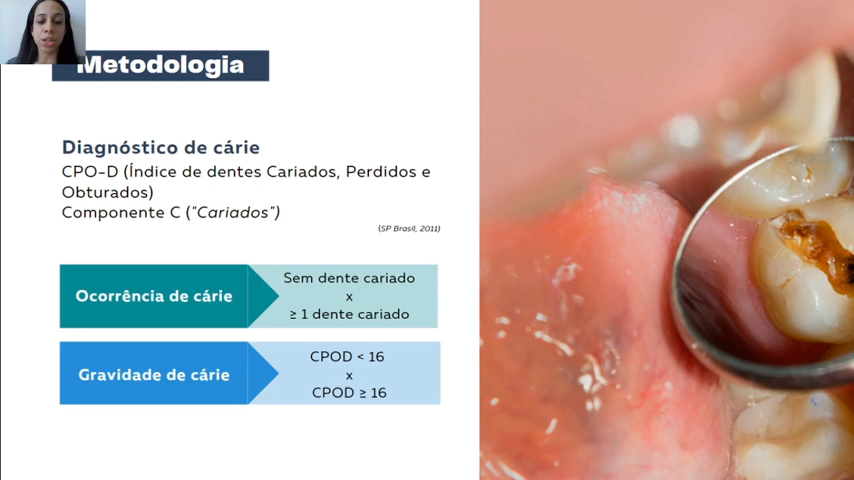 Metodologia
Diagnóstico de cárie
CPO-D (Índice de dentes Cariados, Perdidos e
Obturados)
Componente C ("Cariados")
(SP Brasil, 2011)
Ocorrência de cárie
Sem dente cariado
x
≥ 1 dente cariado
Gravidade de cárie
CPOD < 16
x
CPOD ≥ 16